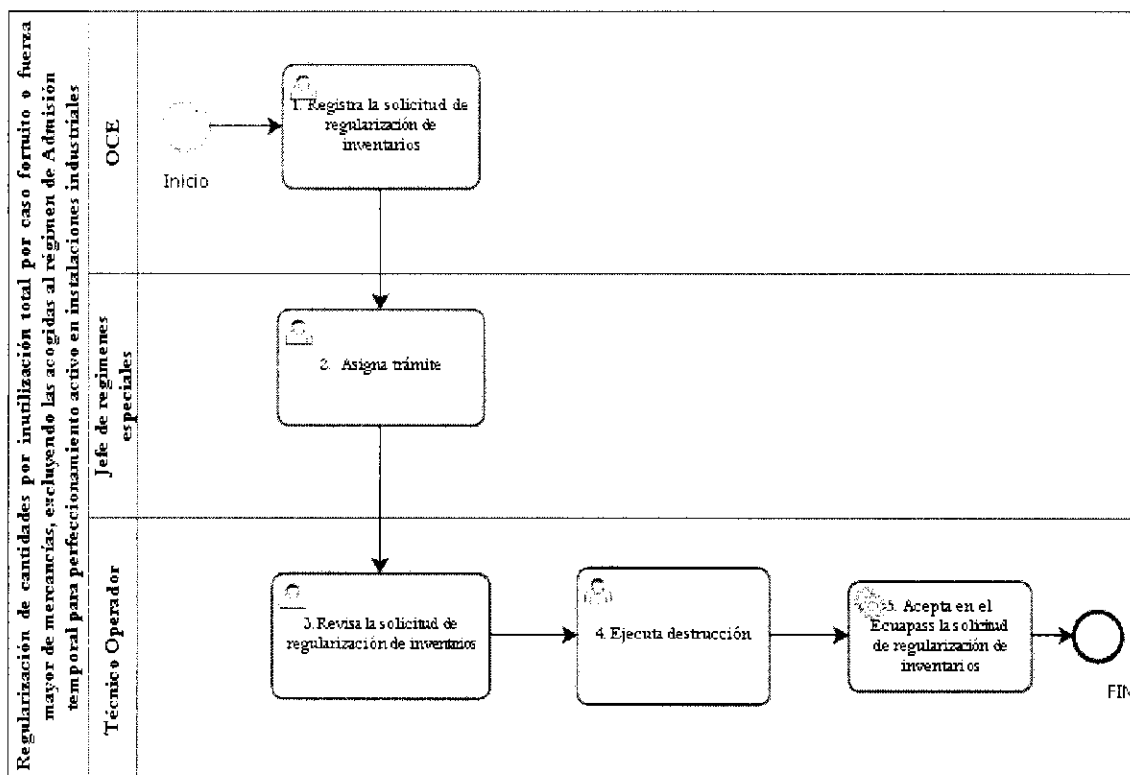 Regularización de cantidades por inutilización total por caso fortuito o fuerza
mayor de mercancías, excluyendo las acogidas al régimen de Admisión
temporal para perfeccionamiento activo en instalaciones industriales
OCE
Inicio
1. Registra la solicitud de
regularización de
inventarios
Jefe de regimenes
especiales
2. Asigna trámite
Técnico Operador
3. Revisa la solicitud de
regularización de inventarios
4. Ejecuta destrucción
5. Acepta en el
Ecuapass la solicitud
de regularización de
inventarios
FIN